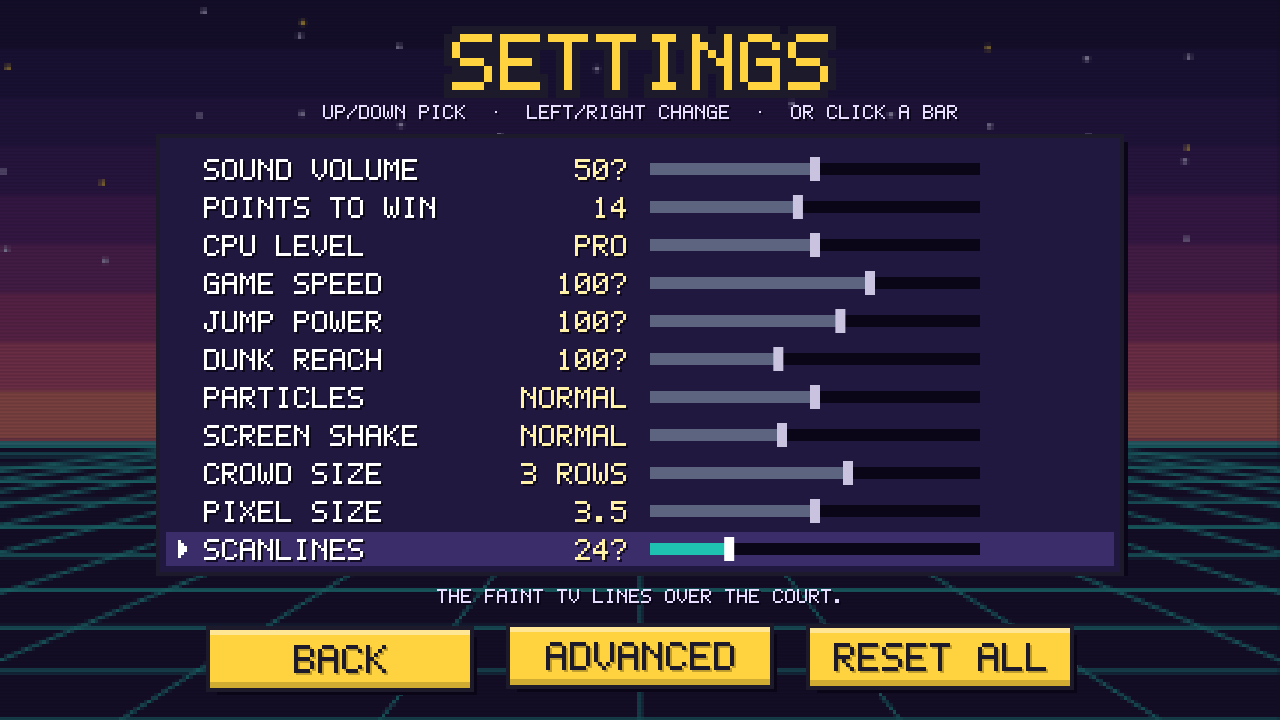 SETTINGS
UP/DOWN PICK · LEFT/RIGHT CHANGE · OR CLICK A BAR
SOUND VOLUME 50?
POINTS TO WIN 14
CPU LEVEL PRO
GAME SPEED 100?
JUMP POWER 100?
DUNK REACH 100?
PARTICLES NORMAL
SCREEN SHAKE NORMAL
CROWD SIZE 3 ROWS
PIXEL SIZE 3.5
SCANLINES 24?
THE FAINT TV LINES OVER THE COURT.
BACK ADVANCED RESET ALL